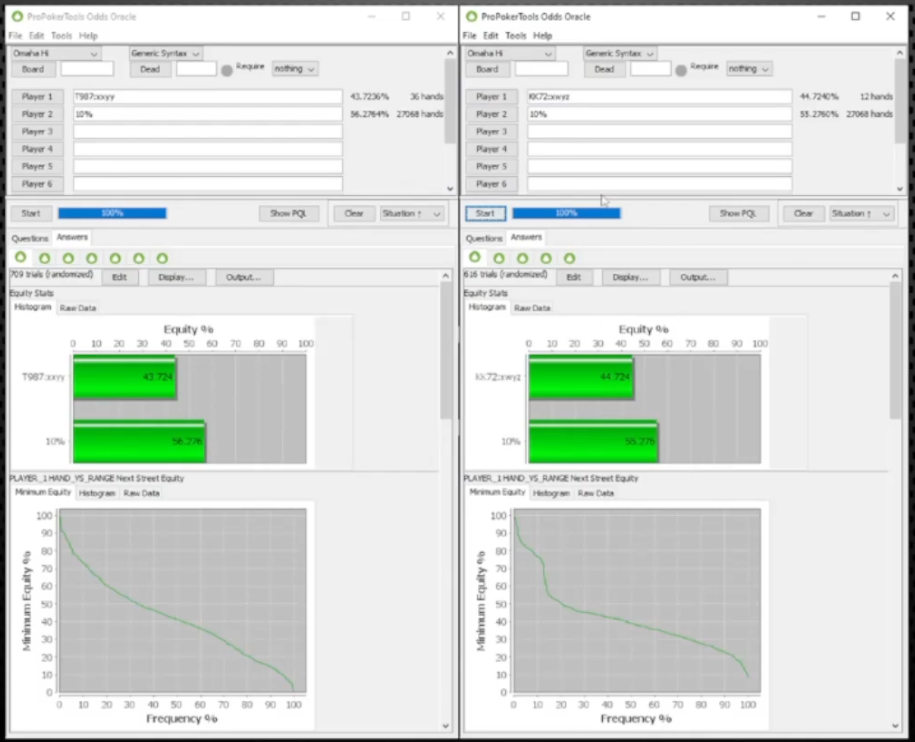 ProPokerTools Odds Oracle
File Edit Tools Help
Omaha Hi Generic Syntax
Board Dead Require nothing
Player 1 T987:xxyy 43.7236% 36 hands
Player 2 10% 56.2764% 27068 hands
Player 3
Player 4
Player 5
Player 6
Start 100% Show PQL Clear Situation
Questions Answers
709 trials (randomized) Edit Display... Output...
Equity Stats
Histogram Raw Data
Equity %
0 10 20 30 40 50 60 70 80 90 100
T987:xxyy 43.724
10% 56.276
PLAYER_1 HAND_VS_RANGE Next Street Equity
Minimum Equity Histogram Raw Data
Minimum Equity %
100
90
80
70
60
50
40
30
20
10
0
0 10 20 30 40 50 60 70 80 90 100
Frequency %
ProPokerTools Odds Oracle
File Edit Tools Help
Omaha Hi Generic Syntax
Board Dead Require nothing
Player 1 KK72:xwyz 44.7240% 12 hands
Player 2 10% 55.2760% 27068 hands
Player 3
Player 4
Player 5
Player 6
Start 100% Show PQL Clear Situation
Questions Answers
616 trials (randomized) Edit Display... Output...
Equity Stats
Histogram Raw Data
Equity %
0 10 20 30 40 50 60 70 80 90 100
KK72:xwyz 44.724
10% 55.276
PLAYER_1 HAND_VS_RANGE Next Street Equity
Minimum Equity Histogram Raw Data
Minimum Equity %
100
90
80
70
60
50
40
30
20
10
0
0 10 20 30 40 50 60 70 80 90 100
Frequency %